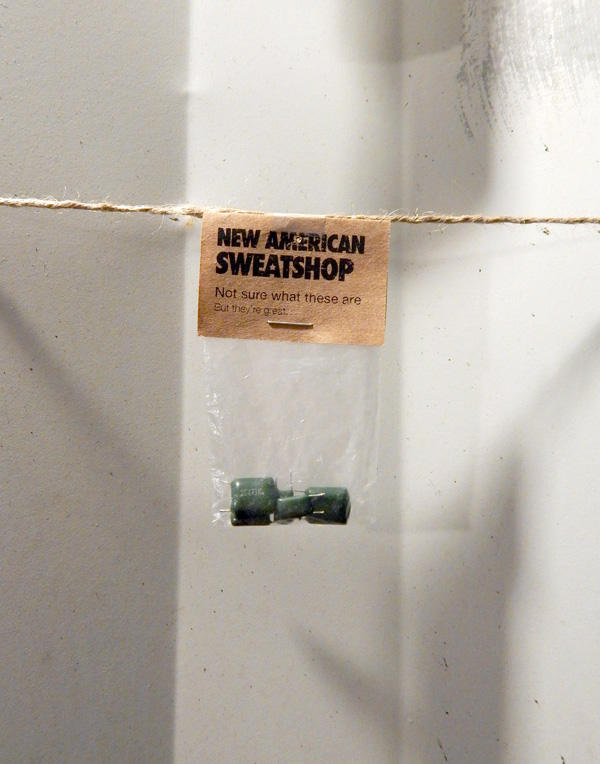 NEW AMERICAN
SWEATSHOP
Not sure what these are
But they're great...